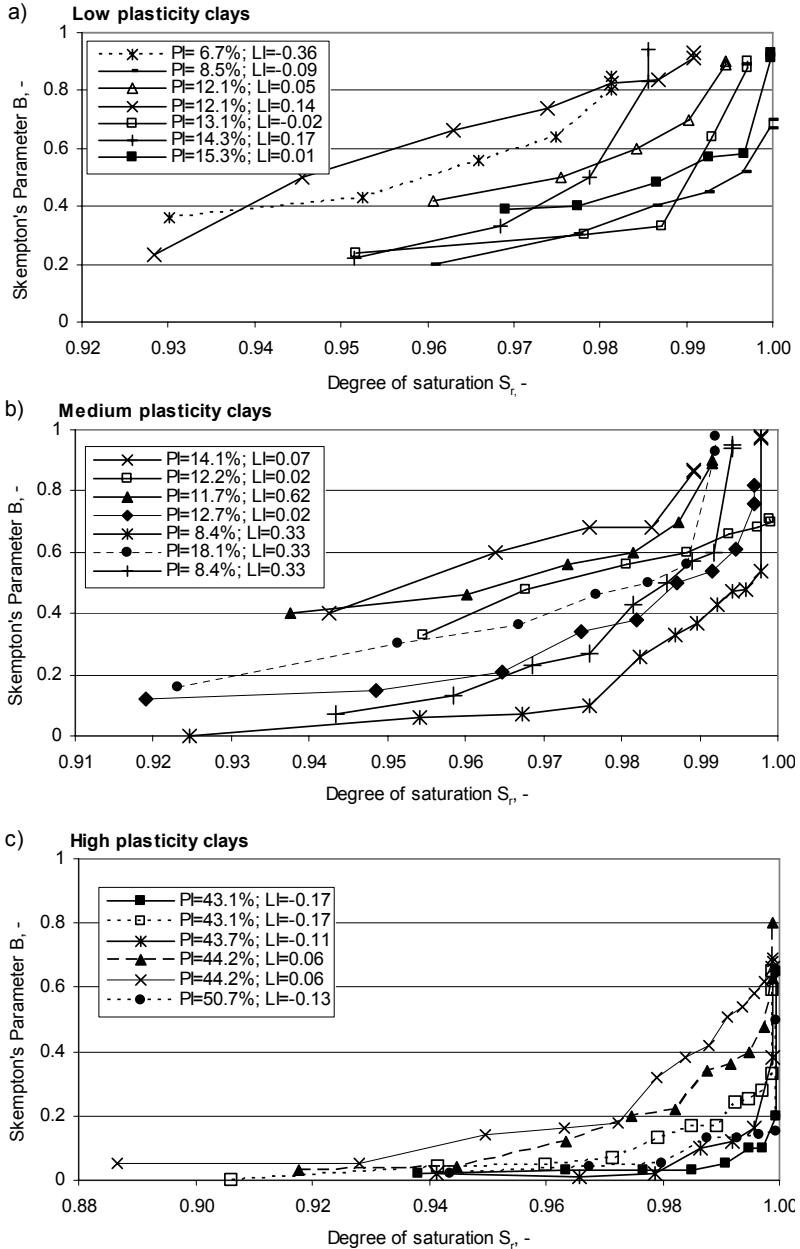 a)
Low plasticity clays
1
0.8
0.6
0.4
0.2
0
Skempton's Parameter B, -
PI= 6.7%; LI=-0.36
PI= 8.5%; LI=-0.09
PI=12.1%; LI=0.05
PI=12.1%; LI=0.14
PI=13.1%; LI=-0.02
PI=14.3%; LI=0.17
PI=15.3%; LI=0.01
0.92 0.93 0.94 0.95 0.96 0.97 0.98 0.99 1.00
Degree of saturation Sr, -
b)
Medium plasticity clays
1
0.8
0.6
0.4
0.2
0
Skempton's Parameter B, -
PI=14.1%; LI=0.07
PI=12.2%; LI=0.02
PI=11.7%; LI=0.62
PI=12.7%; LI=0.02
PI= 8.4%; LI=0.33
PI=18.1%; LI=0.33
PI= 8.4%; LI=0.33
0.91 0.92 0.93 0.94 0.95 0.96 0.97 0.98 0.99 1.00
Degree of saturation Sr, -
c)
High plasticity clays
1
0.8
0.6
0.4
0.2
0
Skempton's Parameter B, -
PI=43.1%; LI=-0.17
PI=43.1%; LI=-0.17
PI=43.7%; LI=-0.11
PI=44.2%; LI=0.06
PI=44.2%; LI=0.06
PI=50.7%; LI=-0.13
0.88 0.90 0.92 0.94 0.96 0.98 1.00
Degree of saturation Sr, -